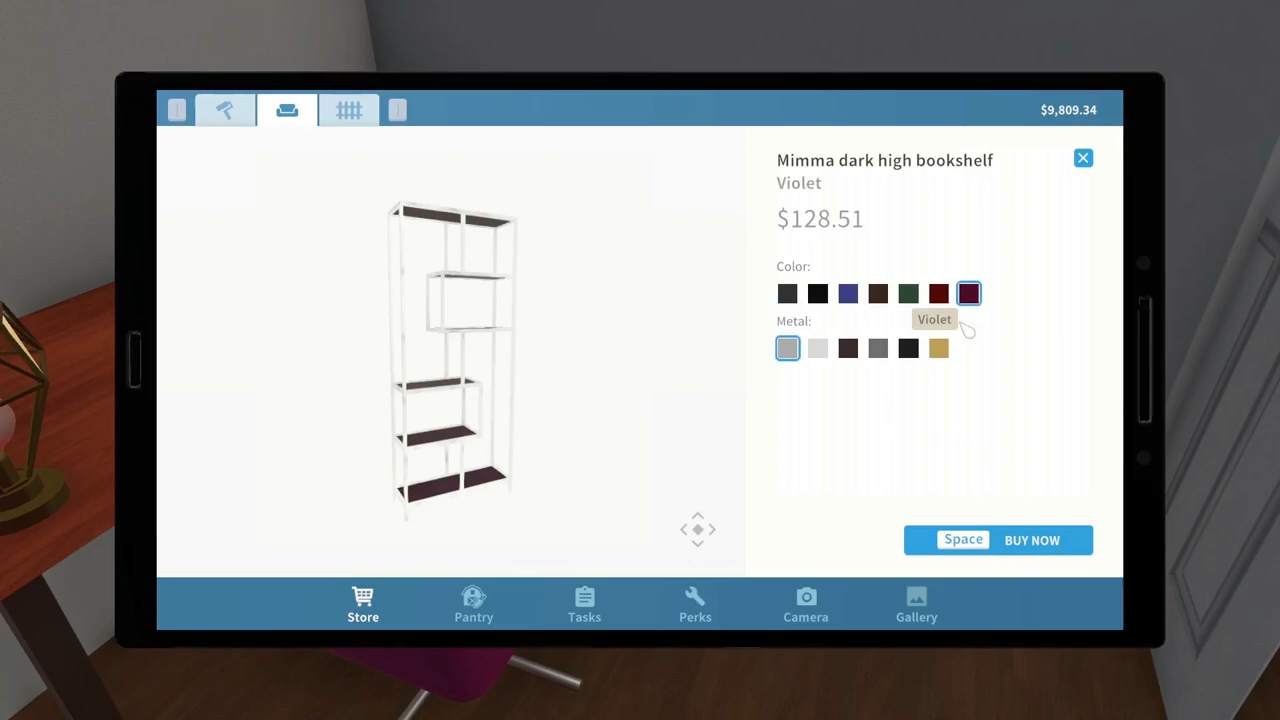 $9,809.34
Mimma dark high bookshelf
Violet
$128.51
Color:
Violet
Metal:
Space BUY NOW
Store Pantry Tasks Perks Camera Gallery